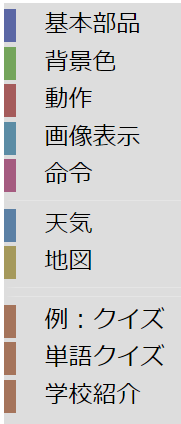 基本部品
背景色
動作
画像表示
命令
天気
地図
例：クイズ
単語クイズ
学校紹介